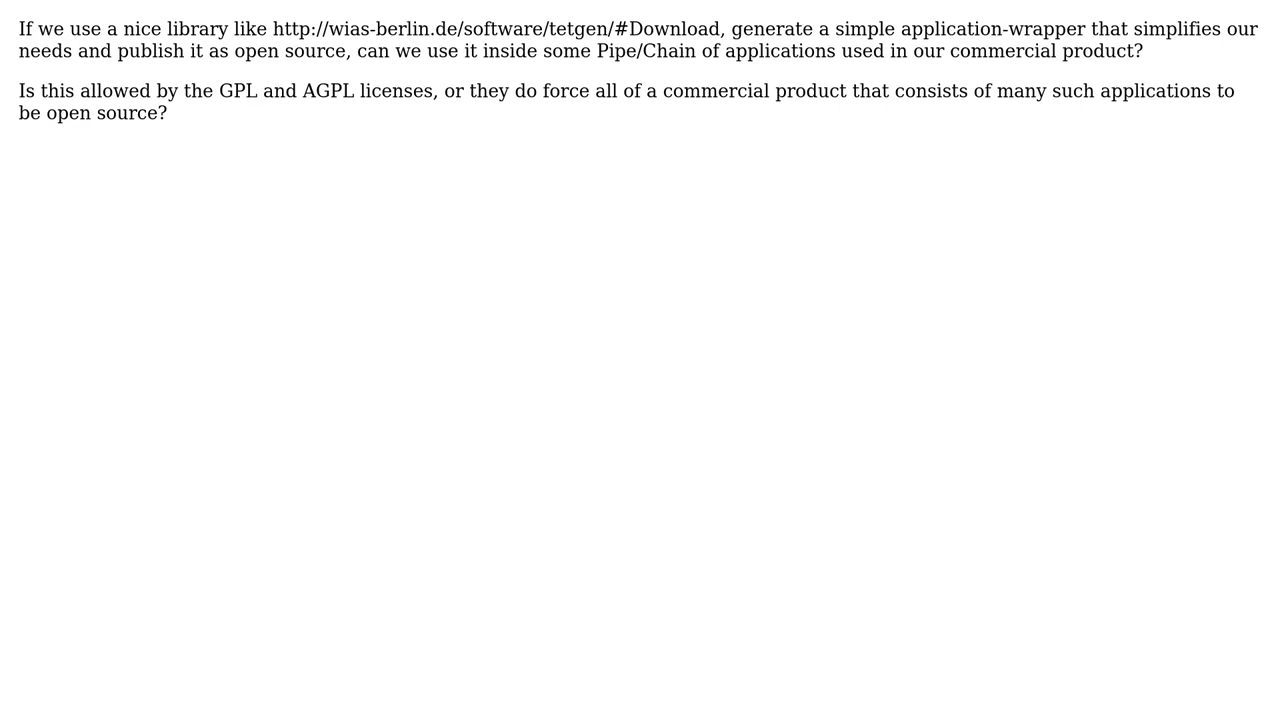 If we use a nice library like http://wias-berlin.de/software/tetgen/#Download, generate a simple application-wrapper that simplifies our
needs and publish it as open source, can we use it inside some Pipe/Chain of applications used in our commercial product?
Is this allowed by the GPL and AGPL licenses, or they do force all of a commercial product that consists of many such applications to
be open source?